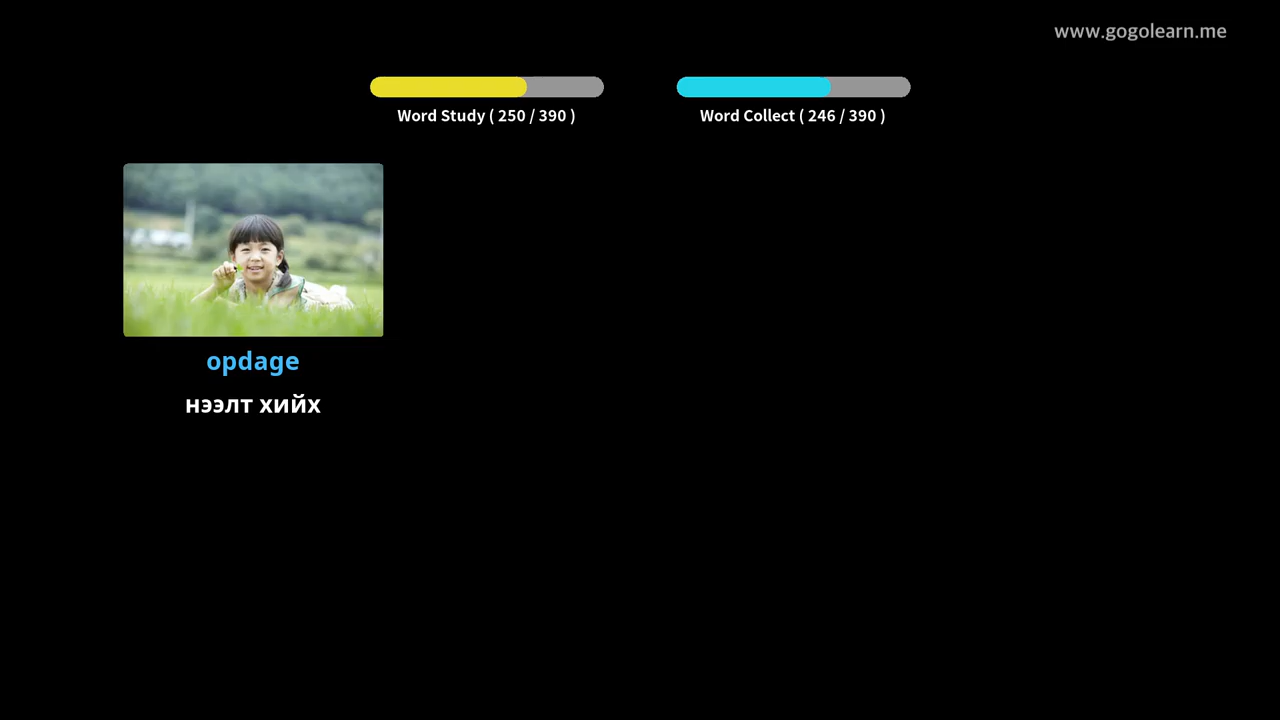 www.gogolearn.me
Word Study ( 250 / 390 )
Word Collect ( 246 / 390 )
opdage
нээлт хийх